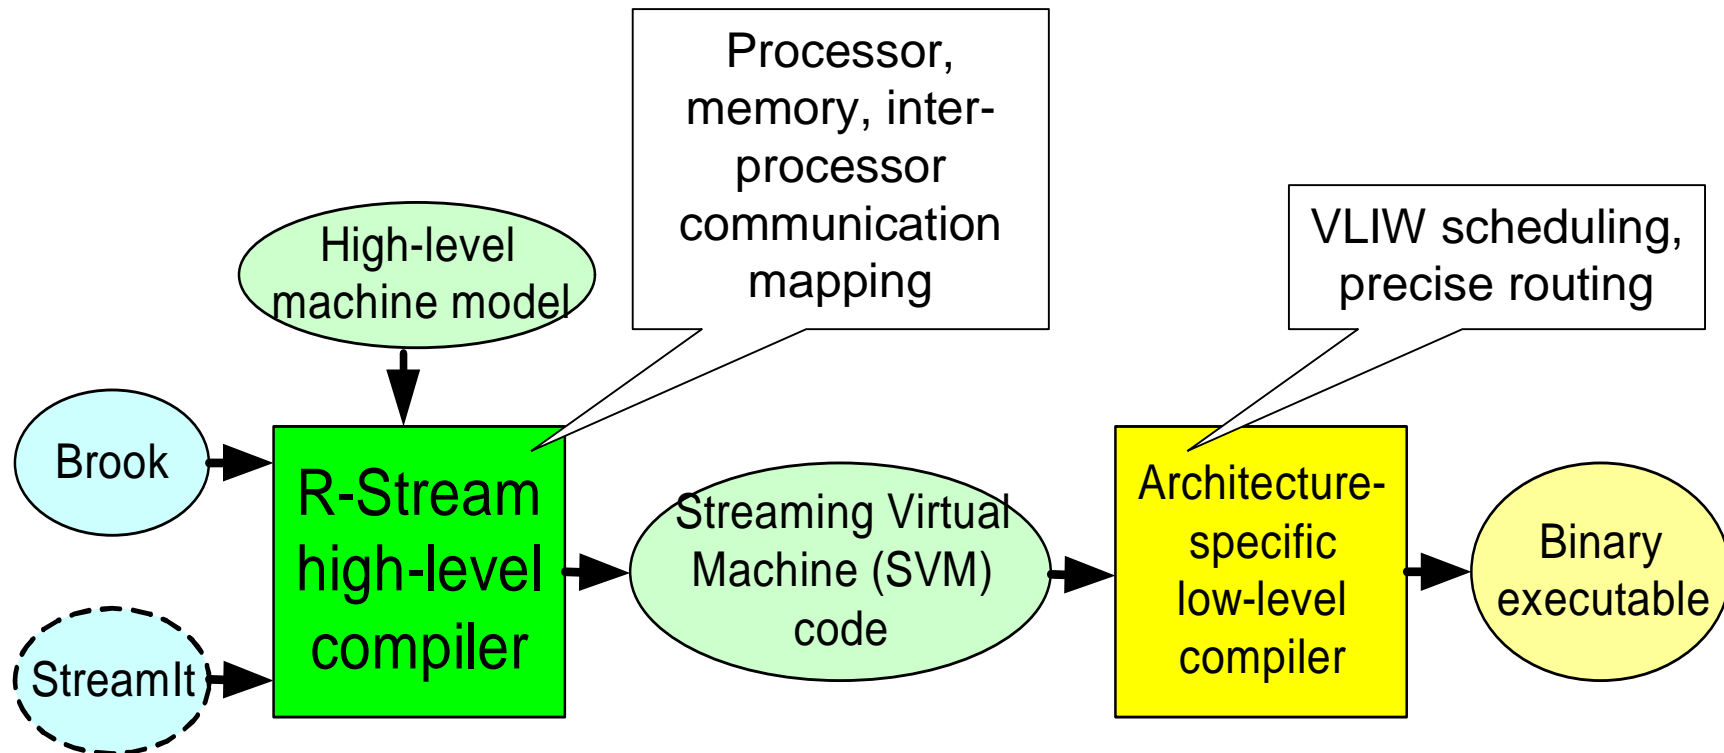 Processor,
memory, inter-
processor
communication
mapping
VLIW scheduling,
precise routing
High-level
machine model
Brook
StreamIt
R-Stream
high-level
compiler
Streaming Virtual
Machine (SVM)
code
Architecture-
specific
low-level
compiler
Binary
executable